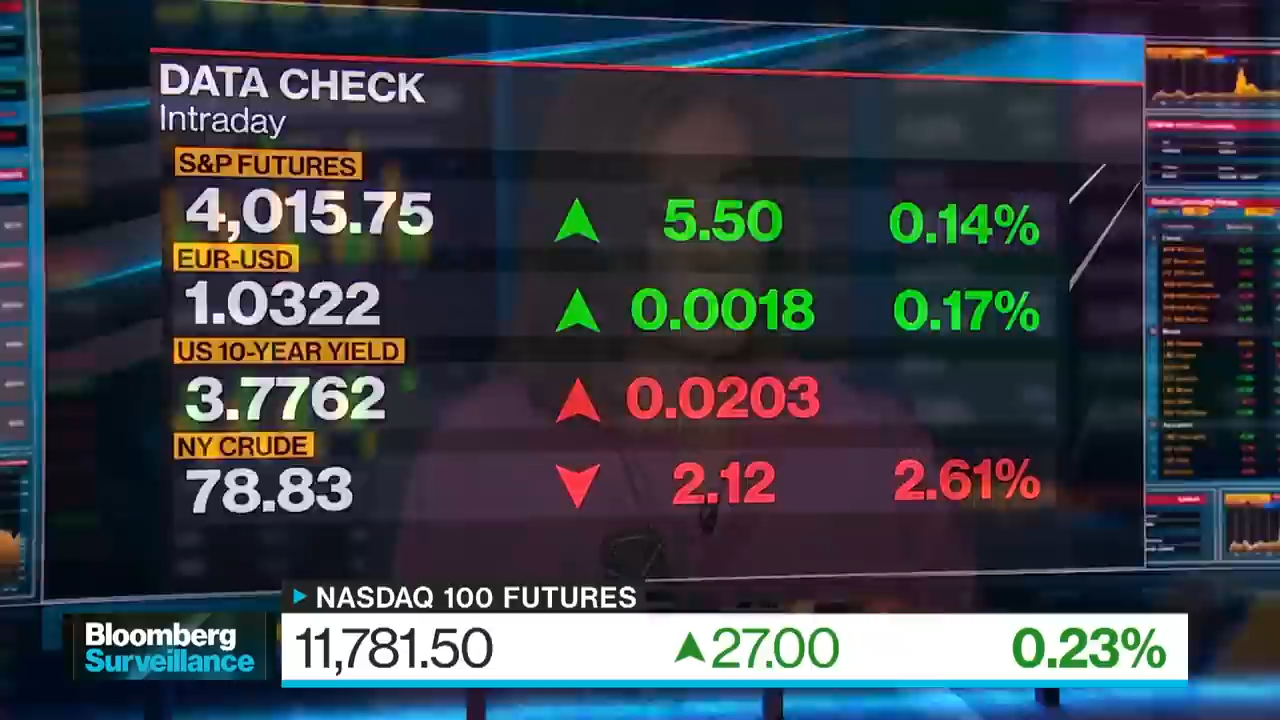 DATA CHECK
Intraday
S&P FUTURES
4,015.75 ▲ 5.50 0.14%
EUR-USD
1.0322 ▲ 0.0018 0.17%
US 10-YEAR YIELD
3.7762 ▲ 0.0203
NY CRUDE
78.83 ▼ 2.12 2.61%
NASDAQ 100 FUTURES
Bloomberg
Surveillance
11,781.50 ▲ 27.00 0.23%